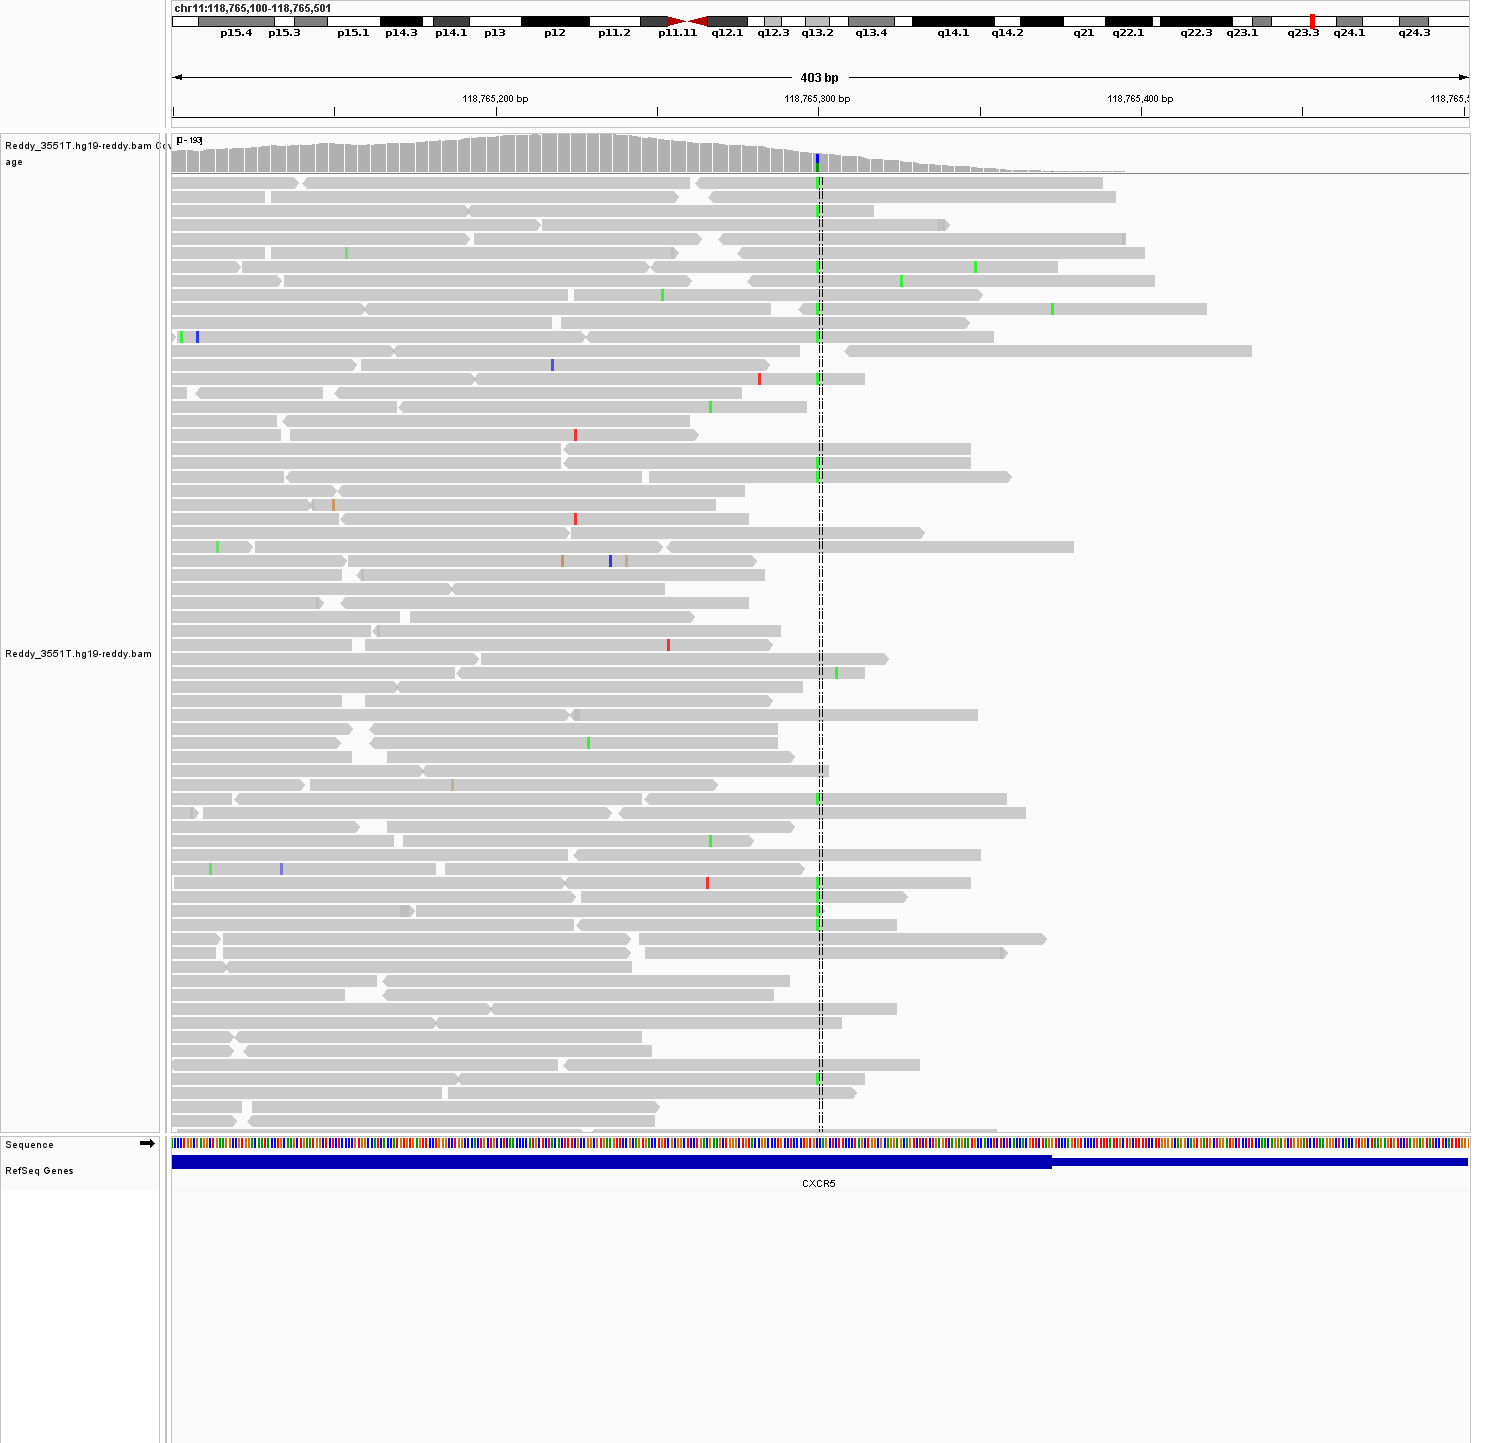 chr11:118,765,100-118,765,501
p15.4 p15.3 p15.1 p14.3 p14.1 p13 p12 p11.2 p11.11 q12.1 q12.3 q13.2 q13.4 q14.1 q14.2 q21 q22.1 q22.3 q23.1 q23.3 q24.1 q24.3
403 bp
118,765,200 bp 118,765,300 bp 118,765,400 bp 118,765,5
Reddy_3551T.hg19-reddy.bam Cov
age
[0 - 193]
Reddy_3551T.hg19-reddy.bam
Sequence
RefSeq Genes
CXCR5